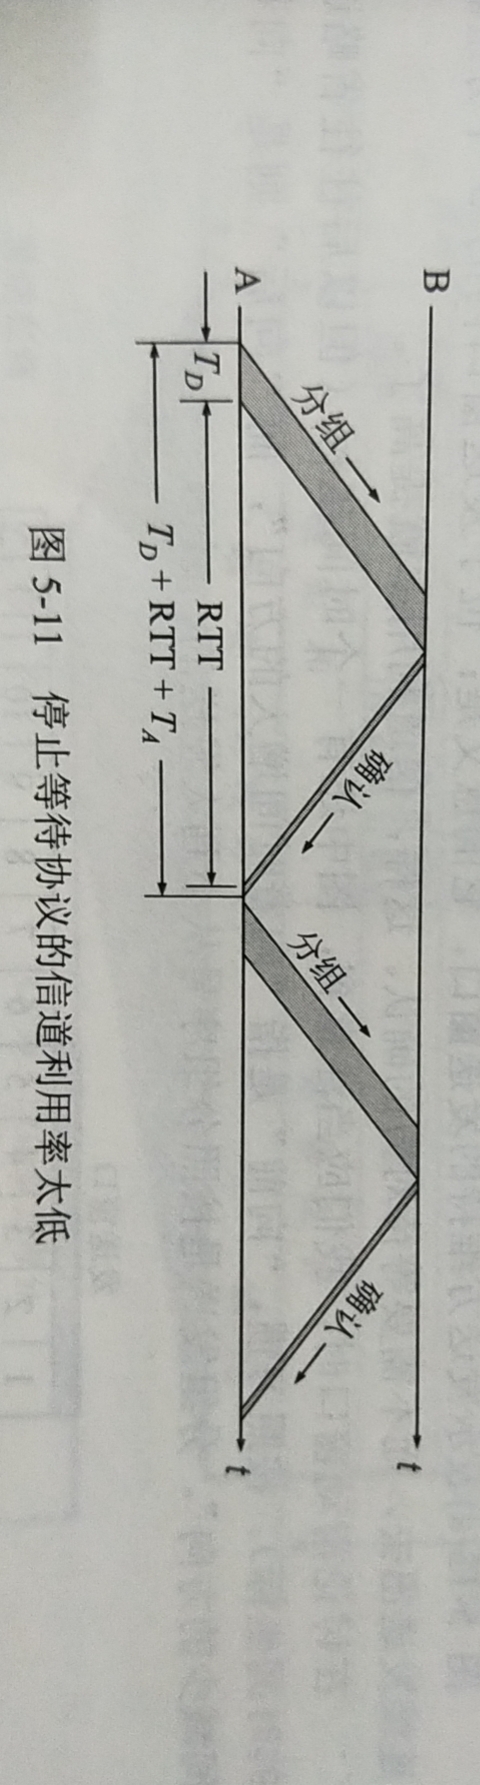 B
t
分组
确认
分组
确认
A
t
T_D
RTT
T_D + RTT + T_A
图 5-11 停止等待协议的信道利用率太低